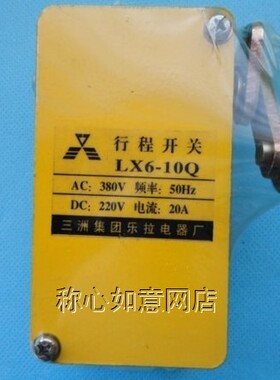 行程开关
LX6-10Q
AC: 380V 频率: 50Hz
DC: 220V 电流: 20A
三洲集团乐拉电器厂
称心如意网店